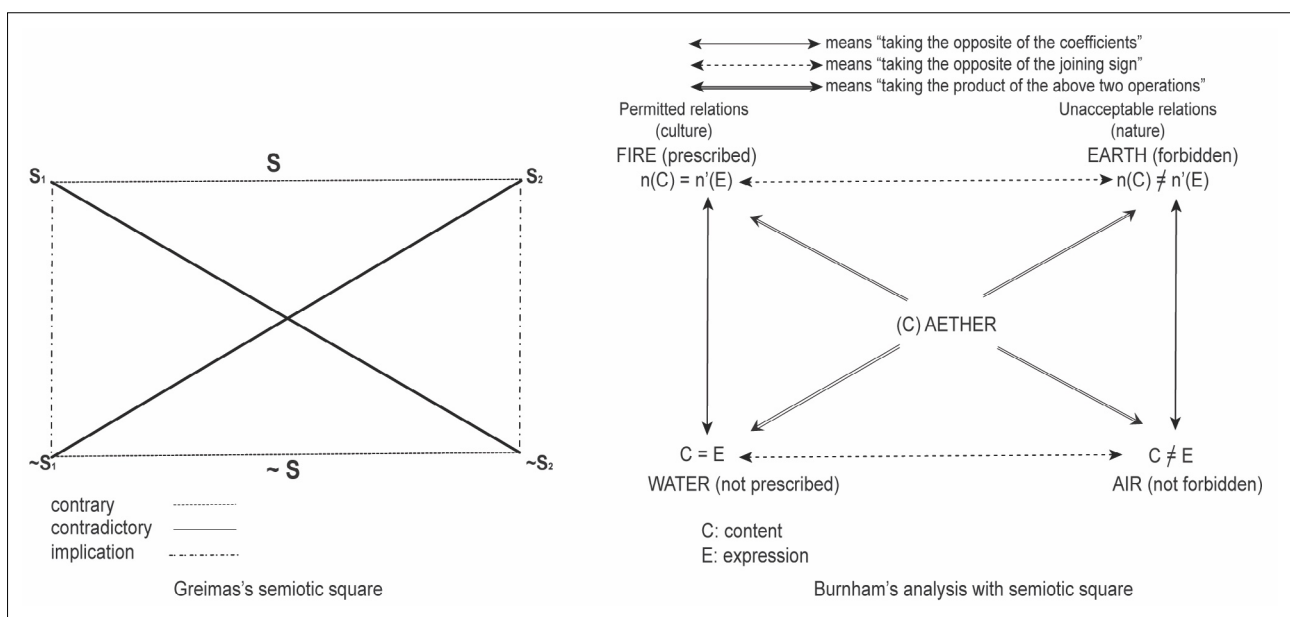 S
S1
S2
~S1
~ S
~S2
contrary
contradictory
implication
Greimas's semiotic square
means “taking the opposite of the coefficients”
means “taking the opposite of the joining sign”
means “taking the product of the above two operations”
Permitted relations
(culture)
FIRE (prescribed)
n(C) = n’(E)
Unacceptable relations
(nature)
EARTH (forbidden)
n(C) ≠ n’(E)
(C) AETHER
C = E
WATER (not prescribed)
C ≠ E
AIR (not forbidden)
C: content
E: expression
Burnham’s analysis with semiotic square